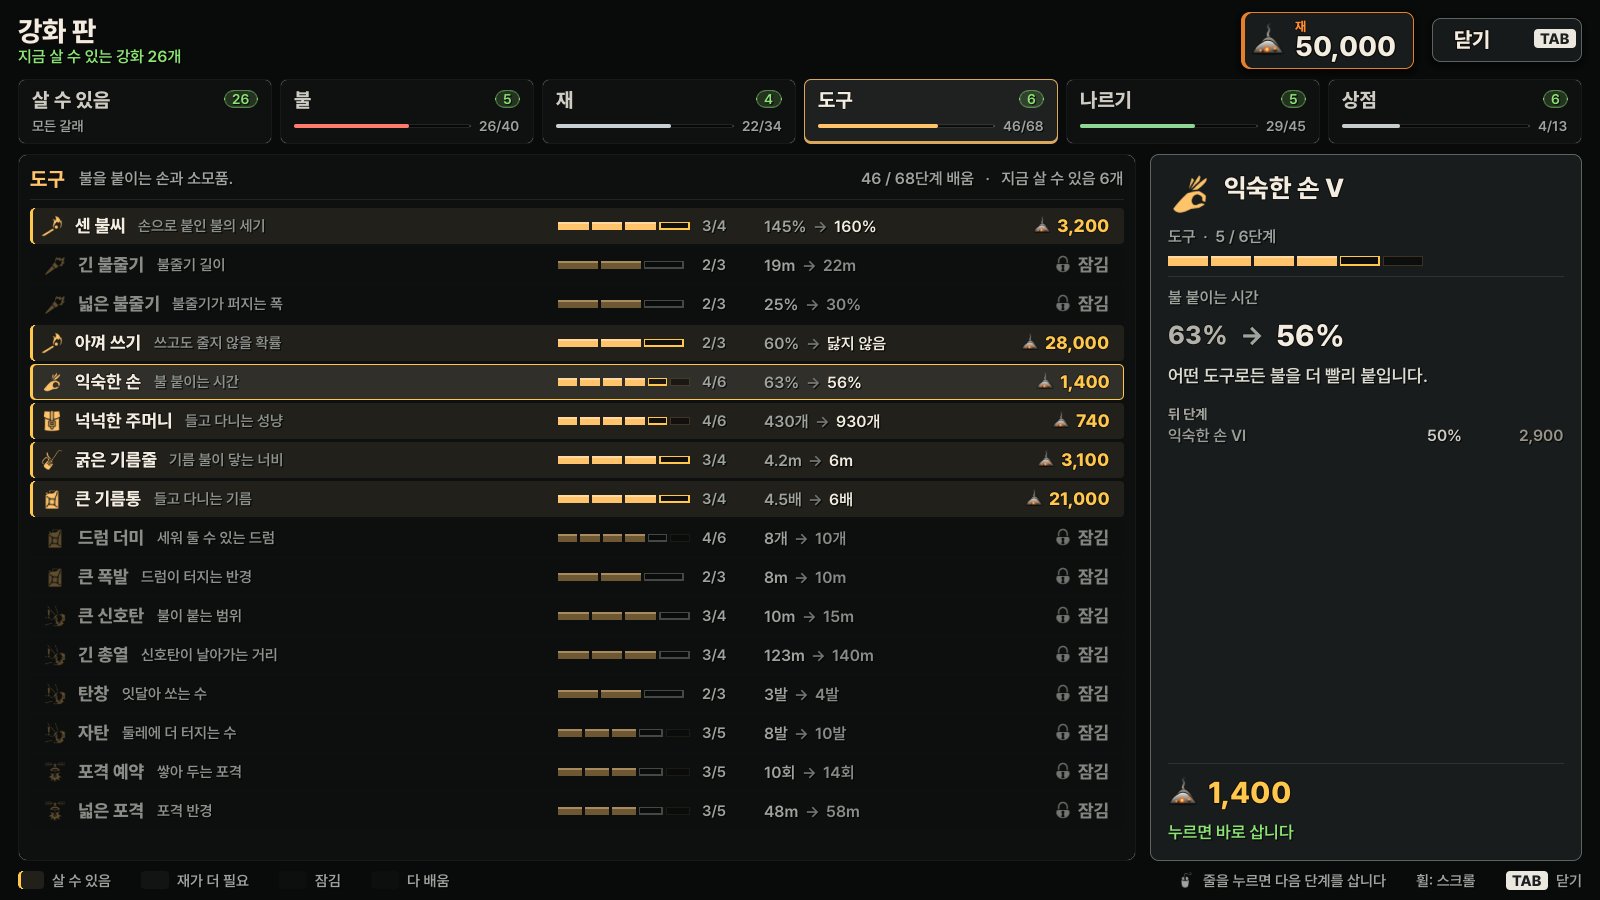 강화 판
지금 살 수 있는 강화 26개
재
50,000
닫기 TAB
살 수 있음 26
모든 갈래
불 5
26/40
재 4
22/34
도구 6
46/68
나르기 5
29/45
상점 6
4/13
도구 불을 붙이는 손과 소모품. 46 / 68단계 배움 · 지금 살 수 있음 6개
센 불씨 손으로 붙인 불의 세기 3/4 145% → 160% 3,200
긴 불줄기 불줄기 길이 2/3 19m → 22m 잠김
넓은 불줄기 불줄기가 퍼지는 폭 2/3 25% → 30% 잠김
아껴 쓰기 쓰고도 줄지 않을 확률 2/3 60% → 닳지 않음 28,000
익숙한 손 불 붙이는 시간 4/6 63% → 56% 1,400
넉넉한 주머니 들고 다니는 성냥 4/6 430개 → 930개 740
굵은 기름줄 기름 불이 닿는 너비 3/4 4.2m → 6m 3,100
큰 기름통 들고 다니는 기름 3/4 4.5배 → 6배 21,000
드럼 더미 세워 둘 수 있는 드럼 4/6 8개 → 10개 잠김
큰 폭발 드럼이 터지는 반경 2/3 8m → 10m 잠김
큰 신호탄 불이 붙는 범위 3/4 10m → 15m 잠김
긴 총열 신호탄이 날아가는 거리 3/4 123m → 140m 잠김
탄창 잇달아 쏘는 수 2/3 3발 → 4발 잠김
자탄 둘레에 더 터지는 수 3/5 8발 → 10발 잠김
포격 예약 쌓아 두는 포격 3/5 10회 → 14회 잠김
넓은 포격 포격 반경 3/5 48m → 58m 잠김
익숙한 손 V
도구 · 5 / 6단계
불 붙이는 시간
63% → 56%
어떤 도구로든 불을 더 빨리 붙입니다.
뒤 단계
익숙한 손 VI 50% 2,900
1,400
누르면 바로 삽니다
살 수 있음 재가 더 필요 잠김 다 배움
줄을 누르면 다음 단계를 삽니다 휠: 스크롤 TAB 닫기